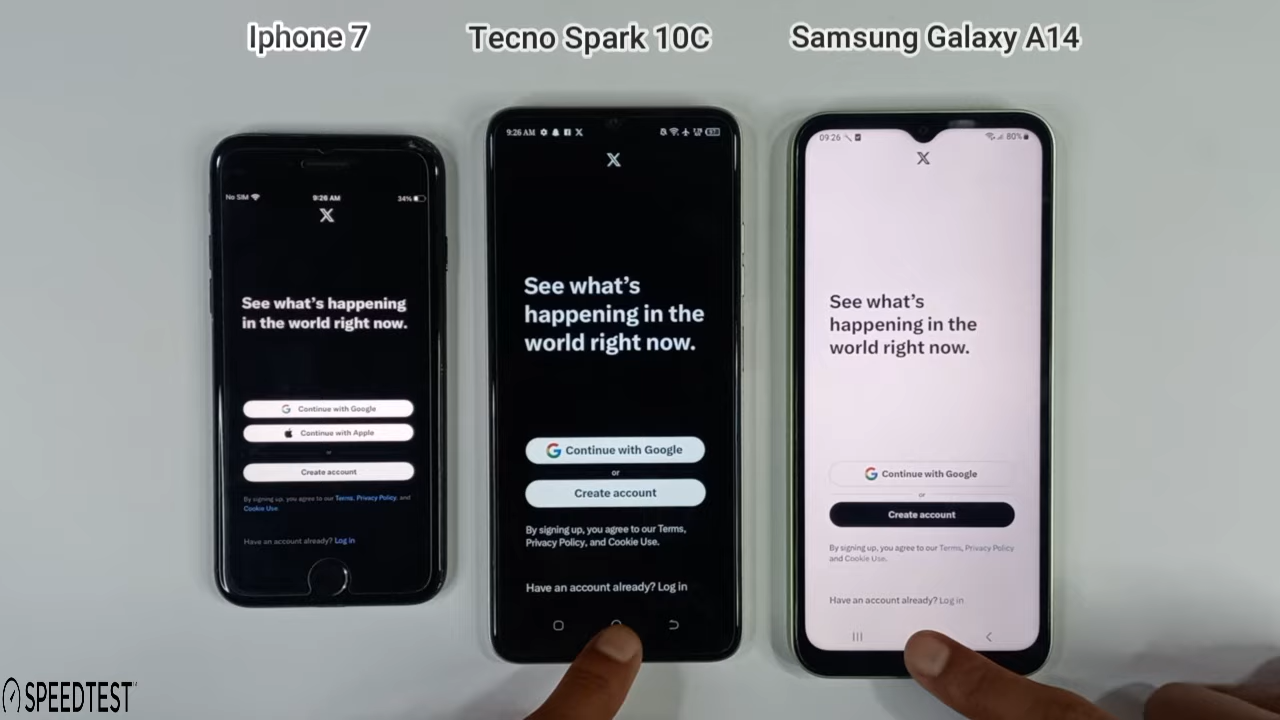 Iphone 7
Tecno Spark 10C
Samsung Galaxy A14
No SIM
9:26 AM
34%
See what's happening
in the world right now.
Continue with Google
Continue with Apple
or
Create account
By signing up, you agree to our Terms, Privacy Policy, and
Cookie Use.
Have an account already? Log in
9:26 AM
X
See what's
happening in the
world right now.
Continue with Google
or
Create account
By signing up, you agree to our Terms,
Privacy Policy, and Cookie Use.
Have an account already? Log in
09:26
80%
X
See what's
happening in the
world right now.
Continue with Google
or
Create account
By signing up, you agree to our Terms, Privacy Policy
and Cookie Use.
Have an account already? Log in
SPEEDTEST